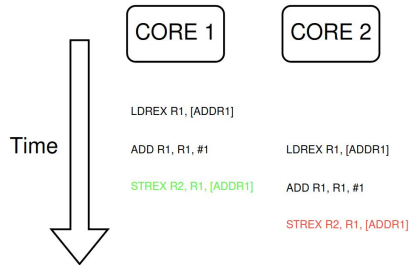 CORE 1
CORE 2
Time
LDREX R1, [ADDR1]
ADD R1, R1, #1
LDREX R1, [ADDR1]
STREX R2, R1, [ADDR1]
ADD R1, R1, #1
STREX R2, R1, [ADDR1]